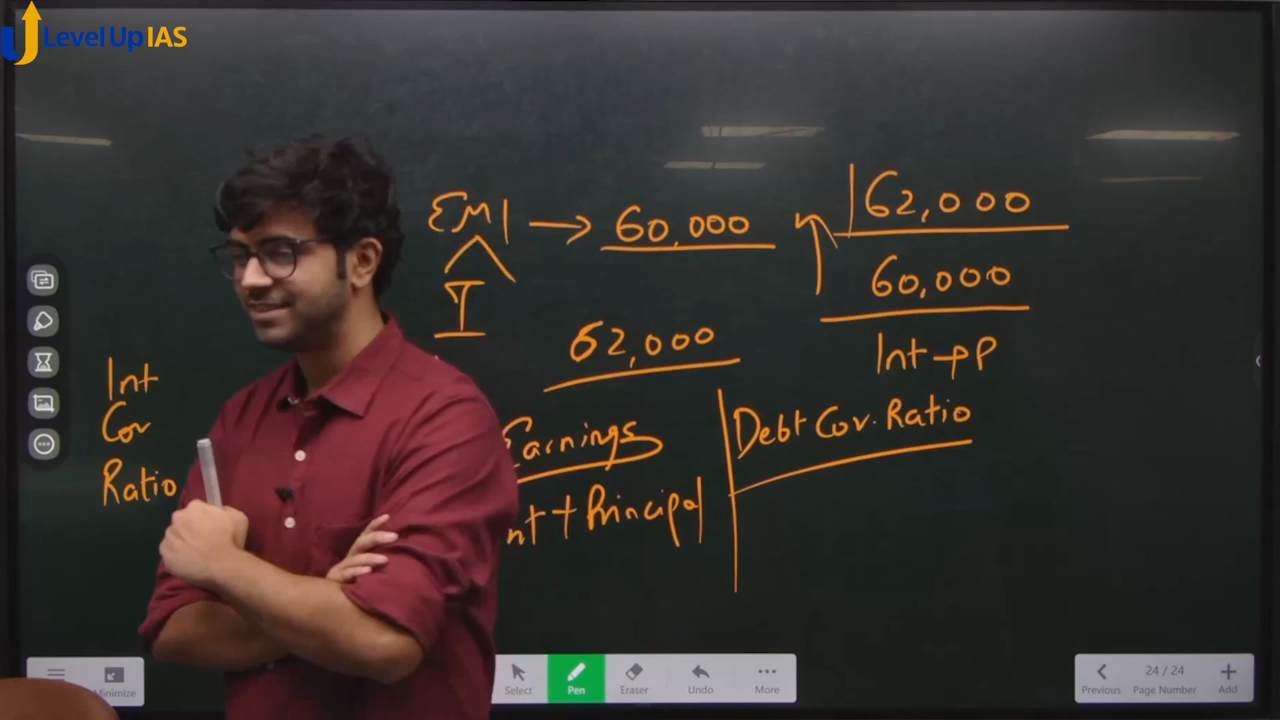 Level Up IAS
EMI → 60,000
I
62,000
60,000
Int pp
62,000
Int
Cov
Ratio
Earnings
nt + Principal
Debt Cov. Ratio
Minimize
Select
Pen
Eraser
Undo
More
Previous
24 / 24
Page Number
Add